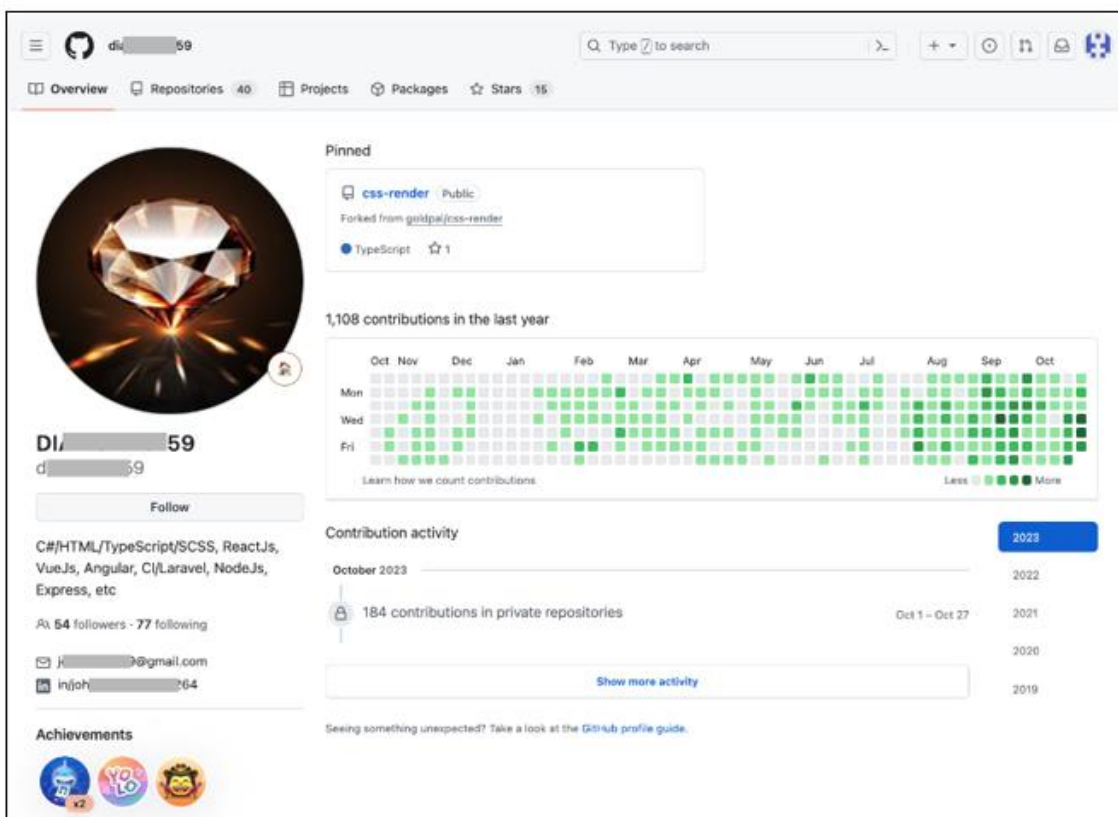 di 59
Type / to search
Overview Repositories 40 Projects Packages Stars 15
Pinned
css-render Public
Forked from goldpal/css-render
TypeScript 1
1,108 contributions in the last year
Oct Nov Dec Jan Feb Mar Apr May Jun Jul Aug Sep Oct
Mon
Wed
Fri
Learn how we count contributions Less More
DI 59
d 59
Follow
C#/HTML/TypeScript/SCSS, ReactJs,
VueJs, Angular, CI/Laravel, NodeJs,
Express, etc
54 followers · 77 following
j 9@gmail.com
in/joh 264
Achievements
YOLO
x2
Contribution activity
2023
2022
2021
2020
2019
October 2023
184 contributions in private repositories Oct 1 – Oct 27
Show more activity
Seeing something unexpected? Take a look at the GitHub profile guide.